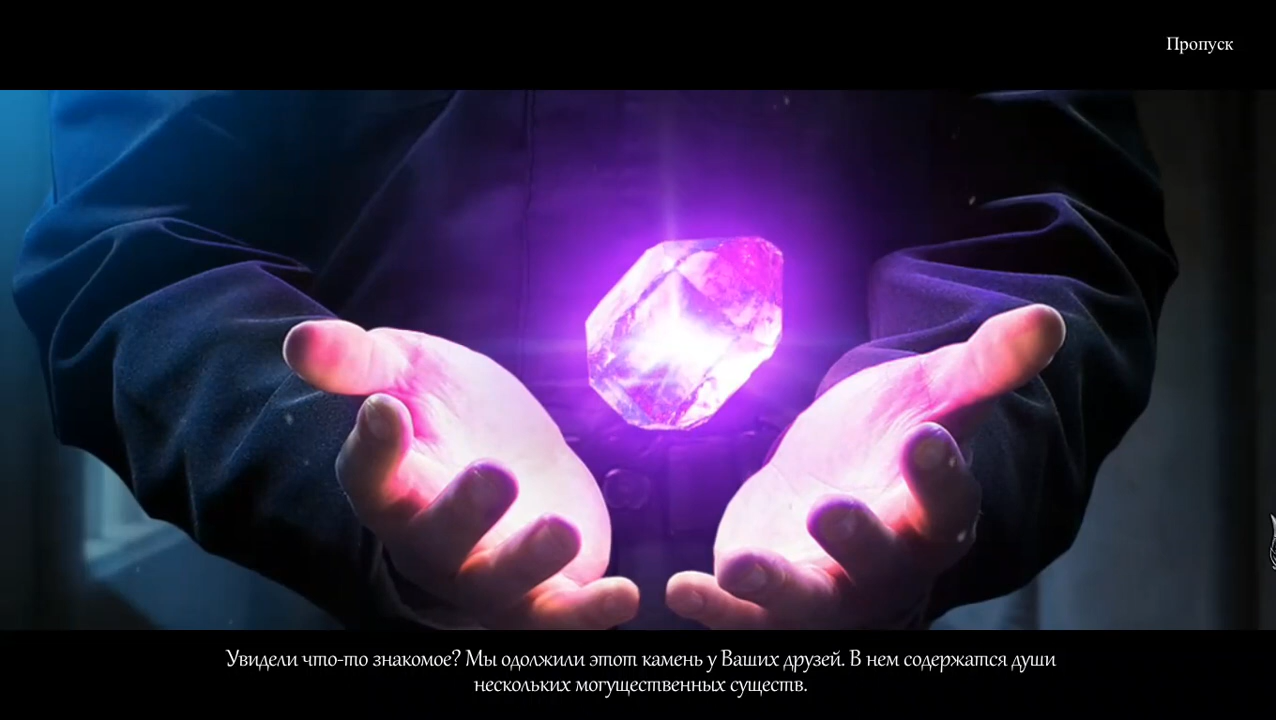 Пропуск
Увидели что-то знакомое? Мы одолжили этот камень у Ваших друзей. В нем содержатся души
нескольких могущественных существ.